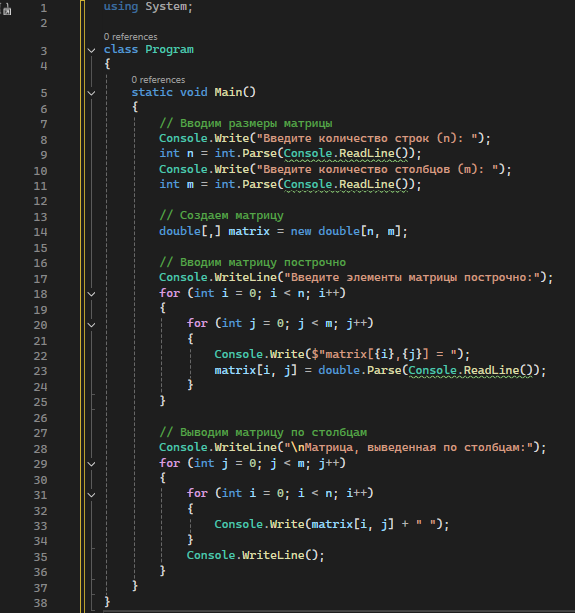 1 using System;
2
0 references
3 class Program
4 {
0 references
5 static void Main()
6 {
7 // Вводим размеры матрицы
8 Console.Write("Введите количество строк (n): ");
9 int n = int.Parse(Console.ReadLine());
10 Console.Write("Введите количество столбцов (m): ");
11 int m = int.Parse(Console.ReadLine());
12
13 // Создаем матрицу
14 double[,] matrix = new double[n, m];
15
16 // Вводим матрицу построчно
17 Console.WriteLine("Введите элементы матрицы построчно:");
18 for (int i = 0; i < n; i++)
19 {
20 for (int j = 0; j < m; j++)
21 {
22 Console.Write($"matrix[{i},{j}] = ");
23 matrix[i, j] = double.Parse(Console.ReadLine());
24 }
25 }
26
27 // Выводим матрицу по столбцам
28 Console.WriteLine("\nМатрица, выведенная по столбцам:");
29 for (int j = 0; j < m; j++)
30 {
31 for (int i = 0; i < n; i++)
32 {
33 Console.Write(matrix[i, j] + " ");
34 }
35 Console.WriteLine();
36 }
37 }
38 }